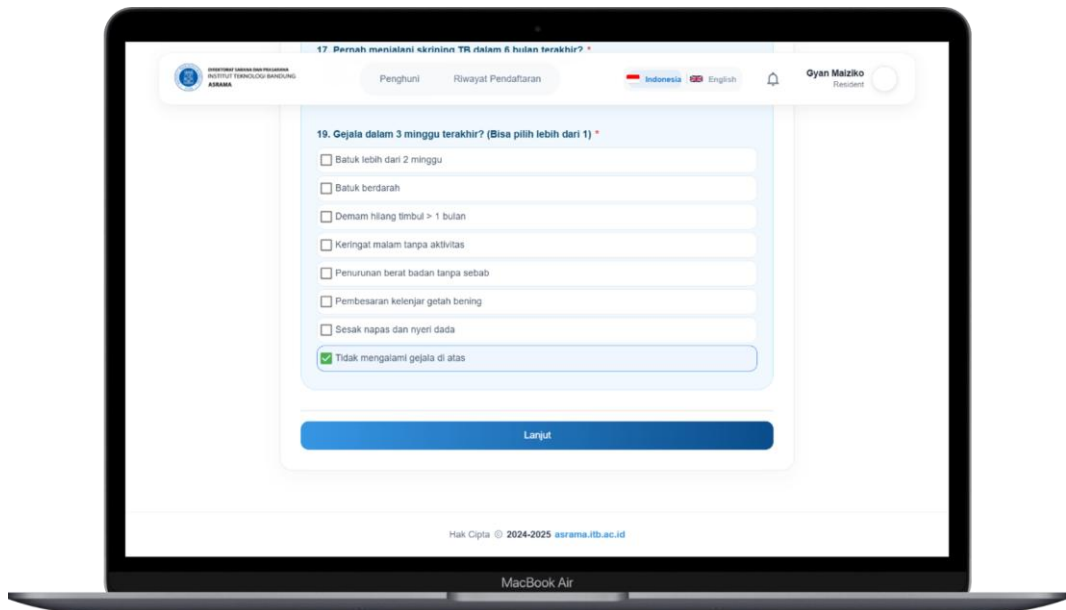 17. Pernah menjalani skrining TB dalam 6 bulan terakhir? *
DIREKTORAT SARANA DAN PRASARANA
INSTITUT TEKNOLOGI BANDUNG
ASRAMA
Penghuni
Riwayat Pendaftaran
Indonesia
English
Gyan Maiziko
Resident
19. Gejala dalam 3 minggu terakhir? (Bisa pilih lebih dari 1) *
Batuk lebih dari 2 minggu
Batuk berdarah
Demam hilang timbul > 1 bulan
Keringat malam tanpa aktivitas
Penurunan berat badan tanpa sebab
Pembesaran kelenjar getah bening
Sesak napas dan nyeri dada
Tidak mengalami gejala di atas
Lanjut
Hak Cipta © 2024-2025 asrama.itb.ac.id
MacBook Air